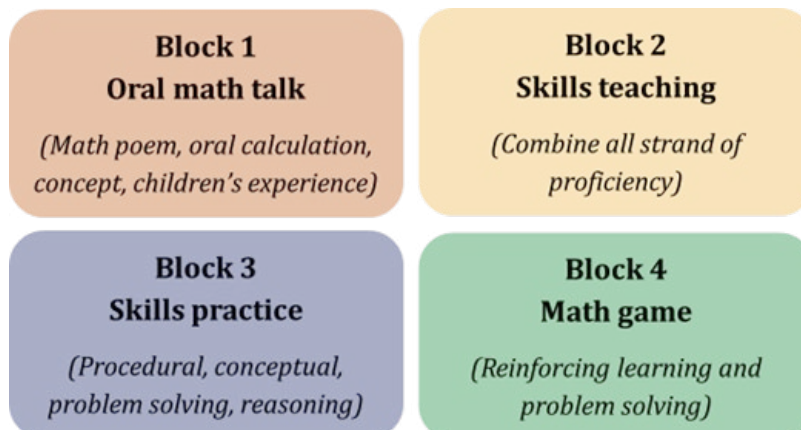 Block 1
Oral math talk
(Math poem, oral calculation,
concept, children's experience)
Block 2
Skills teaching
(Combine all strand of
proficiency)
Block 3
Skills practice
(Procedural, conceptual,
problem solving, reasoning)
Block 4
Math game
(Reinforcing learning and
problem solving)